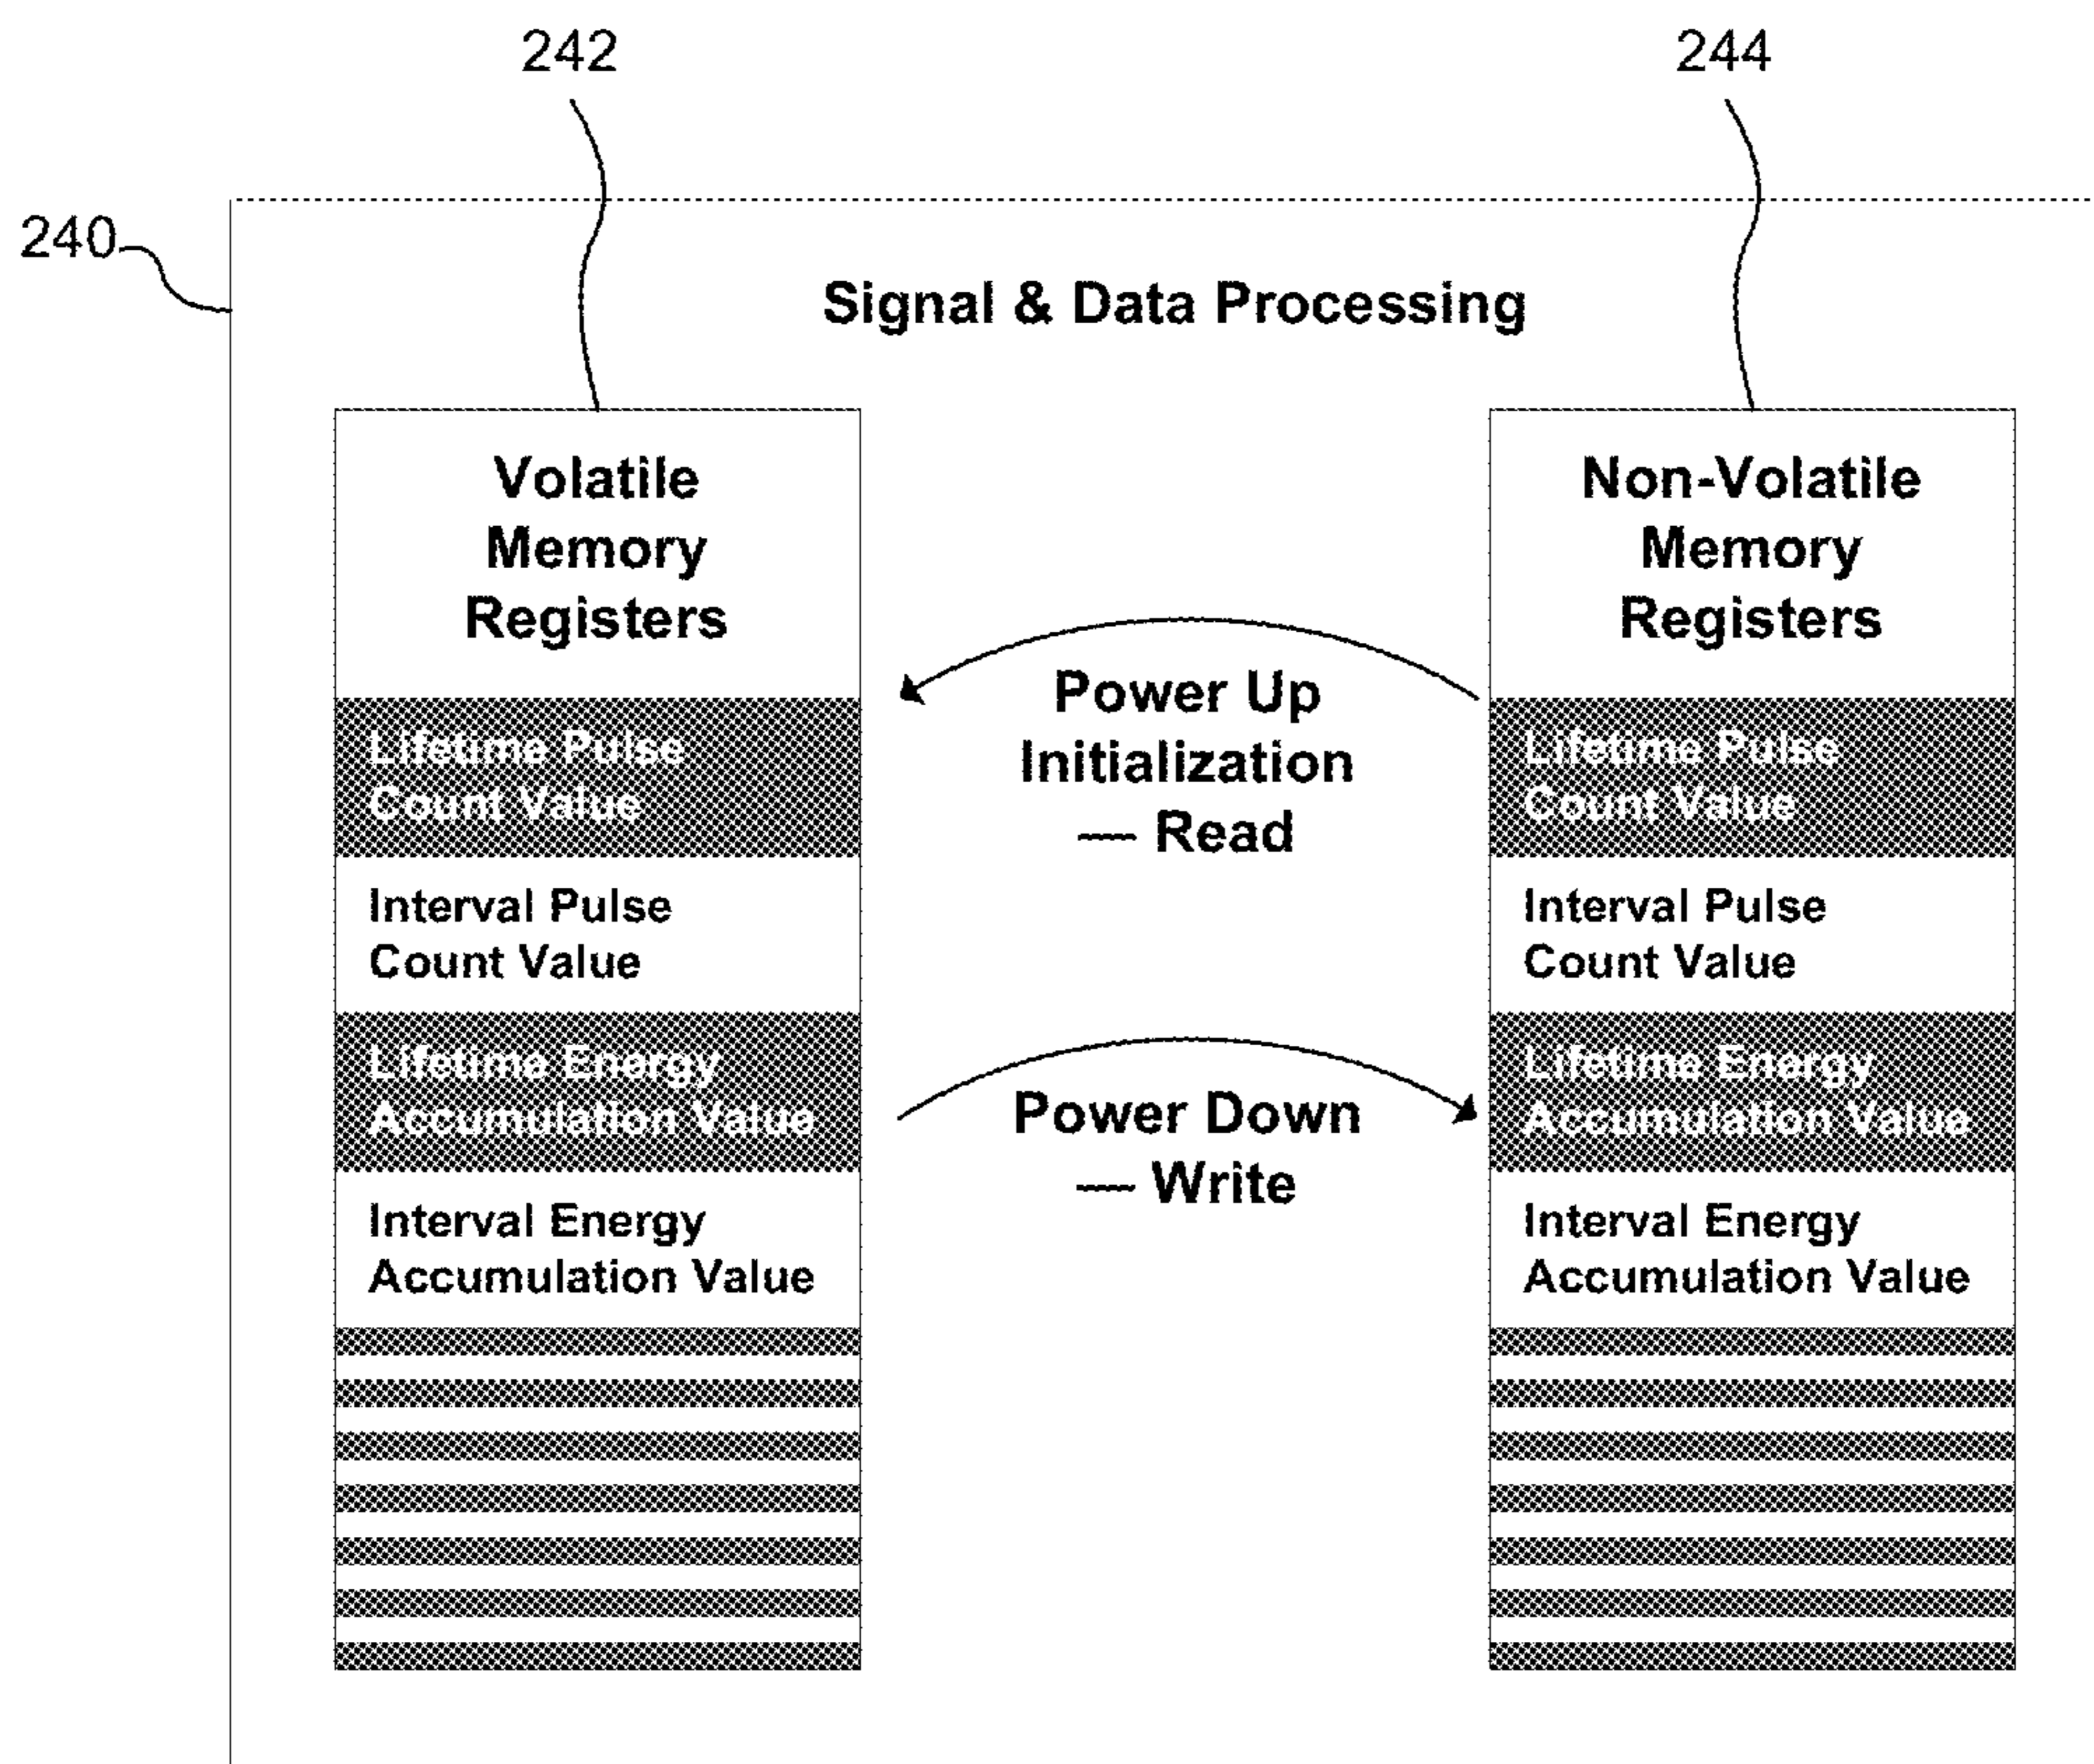 242
244
240
Signal & Data Processing
Volatile
Memory
Registers
Lifetime Pulse
Count Value
Interval Pulse
Count Value
Lifetime Energy
Accumulation Value
Interval Energy
Accumulation Value
Power Up
Initialization
— Read
Power Down
— Write
Non-Volatile
Memory
Registers
Lifetime Pulse
Count Value
Interval Pulse
Count Value
Lifetime Energy
Accumulation Value
Interval Energy
Accumulation Value